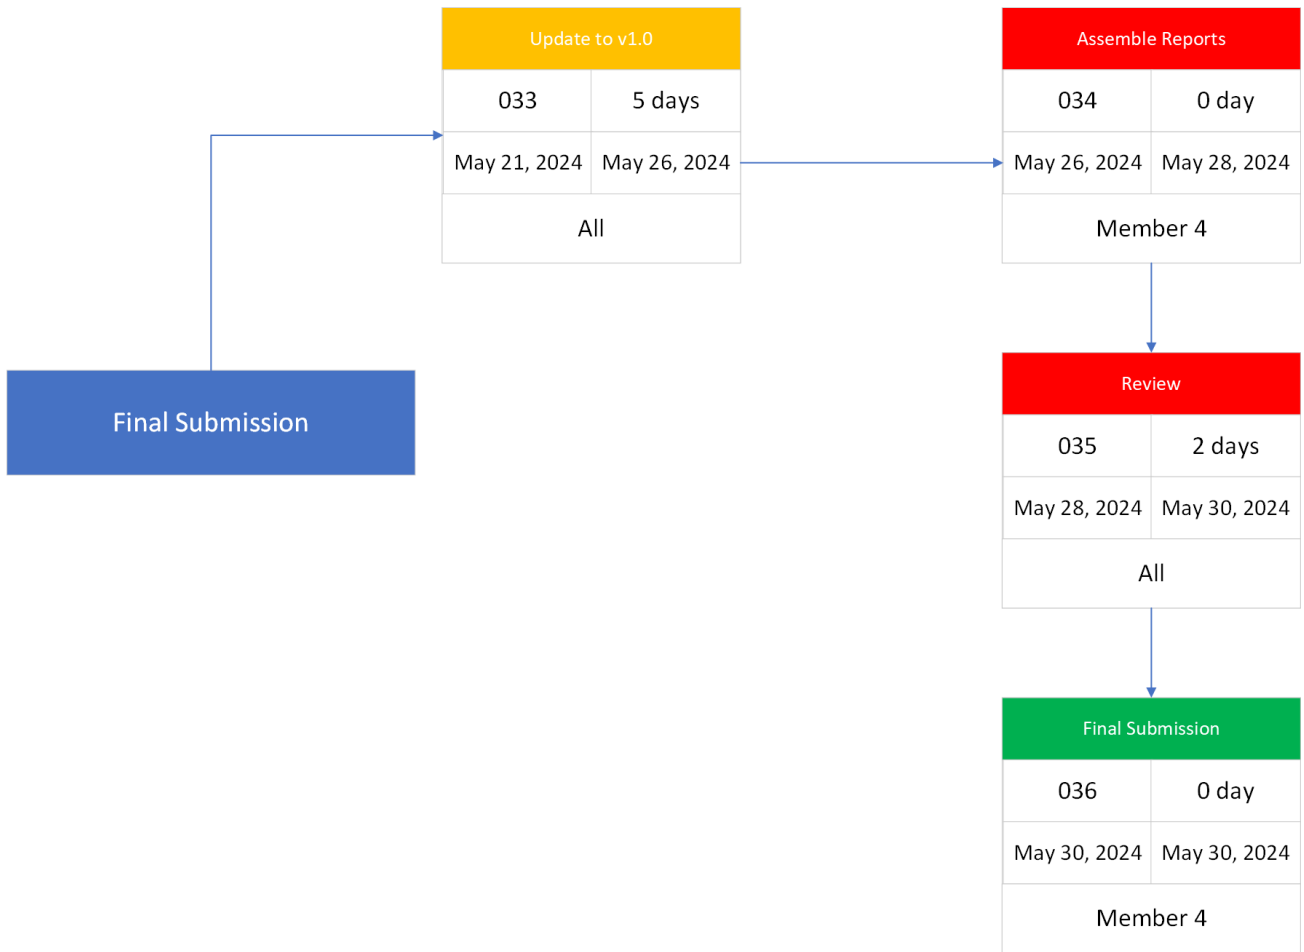 Update to v1.0
033 5 days
May 21, 2024 May 26, 2024
All
Assemble Reports
034 0 day
May 26, 2024 May 28, 2024
Member 4
Final Submission
Review
035 2 days
May 28, 2024 May 30, 2024
All
Final Submission
036 0 day
May 30, 2024 May 30, 2024
Member 4